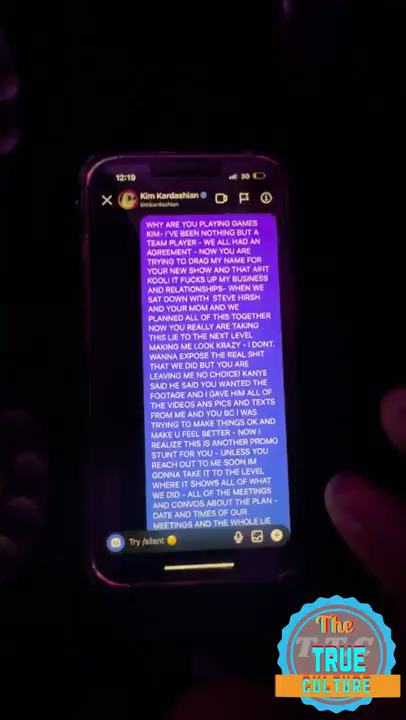 12:19
3G
Kim Kardashian
kimkardashian
WHY ARE YOU PLAYING GAMES
KIM- I'VE BEEN NOTHING BUT A
TEAM PLAYER - WE ALL HAD AN
AGREEMENT - NOW YOU ARE
TRYING TO DRAG MY NAME FOR
YOUR NEW SHOW AND THAT AIHT
KOOL! IT FUCKS UP MY BUSINESS
AND RELATIONSHIPS- WHEN WE
SAT DOWN WITH STEVE HIRSH
AND YOUR MOM AND WE
PLANNED ALL OF THIS TOGETHER
NOW YOU REALLY ARE TAKING
THIS LIE TO THE NEXT LEVEL
MAKING ME LOOK KRAZY - I DONT.
WANNA EXPOSE THE REAL SHIT
THAT WE DID BUT YOU ARE
LEAVING ME NO CHOICE! KANYE
SAID HE SAID YOU WANTED THE
FOOTAGE AND I GAVE HIM ALL OF
THE VIDEOS ANS PICS AND TEXTS
FROM ME AND YOU BC I WAS
TRYING TO MAKE THINGS OK AND
MAKE U FEEL BETTER - NOW I
REALIZE THIS IS ANOTHER PROMO
STUNT FOR YOU - UNLESS YOU
REACH OUT TO ME SOON IM
GONNA TAKE IT TO THE LEVEL
WHERE IT SHOWS ALL OF WHAT
WE DID - ALL OF THE MEETINGS
AND CONVOS ABOUT THE PLAN -
DATE AND TIMES OF OUR
MEETINGS AND THE WHOLE LIE
Try /silent
The
TTC
TRUE
CULTURE